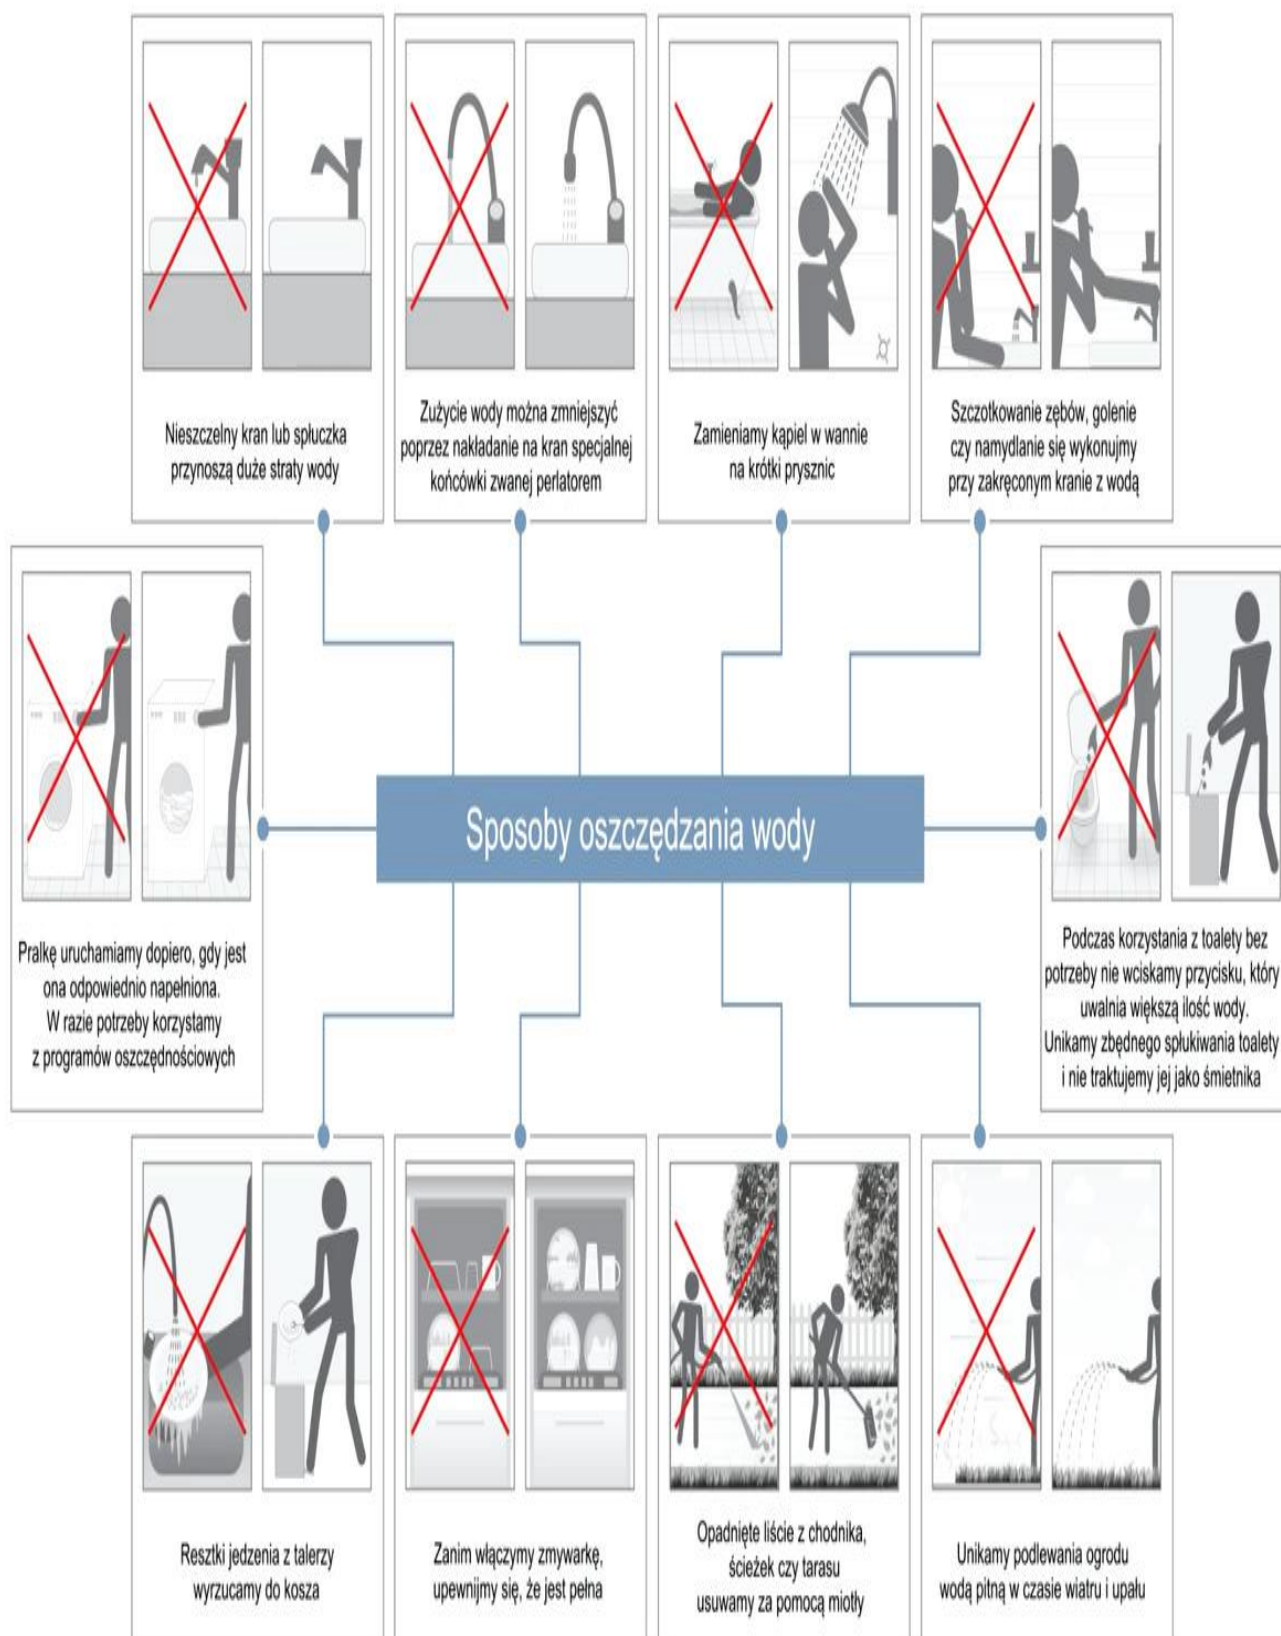 Nieszczelny kran lub spłuczka
przynoszą duże straty wody
Zużycie wody można zmniejszyć
poprzez nakładanie na kran specjalnej
końcówki zwanej perlatorem
Zamieniamy kąpiel w wannie
na krótki prysznic
Szczotkowanie zębów, golenie
czy namydlanie się wykonujmy
przy zakręconym kranie z wodą
Sposoby oszczędzania wody
Pralkę uruchamiamy dopiero, gdy jest
ona odpowiednio napełniona.
W razie potrzeby korzystamy
z programów oszczędnościowych
Podczas korzystania z toalety bez
potrzeby nie wciskamy przycisku, który
uwalnia większą ilość wody.
Unikamy zbędnego spłukiwania toalety
i nie traktujemy jej jako śmietnika
Resztki jedzenia z talerzy
wyrzucamy do kosza
Zanim włączymy zmywarkę,
upewnijmy się, że jest pełna
Opadnięte liście z chodnika,
ścieżek czy tarasu
usuwamy za pomocą miotły
Unikamy podlewania ogrodu
wodą pitną w czasie wiatru i upału